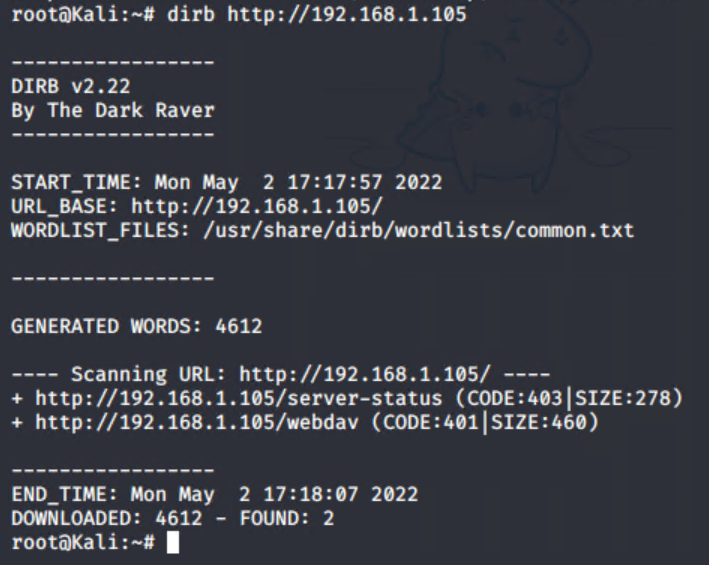 root@Kali:~# dirb http://192.168.1.105
-----------------
DIRB v2.22
By The Dark Raver
-----------------
START_TIME: Mon May  2 17:17:57 2022
URL_BASE: http://192.168.1.105/
WORDLIST_FILES: /usr/share/dirb/wordlists/common.txt
-----------------
GENERATED WORDS: 4612
---- Scanning URL: http://192.168.1.105/ ----
+ http://192.168.1.105/server-status (CODE:403|SIZE:278)
+ http://192.168.1.105/webdav (CODE:401|SIZE:460)
-----------------
END_TIME: Mon May  2 17:18:07 2022
DOWNLOADED: 4612 - FOUND: 2
root@Kali:~#